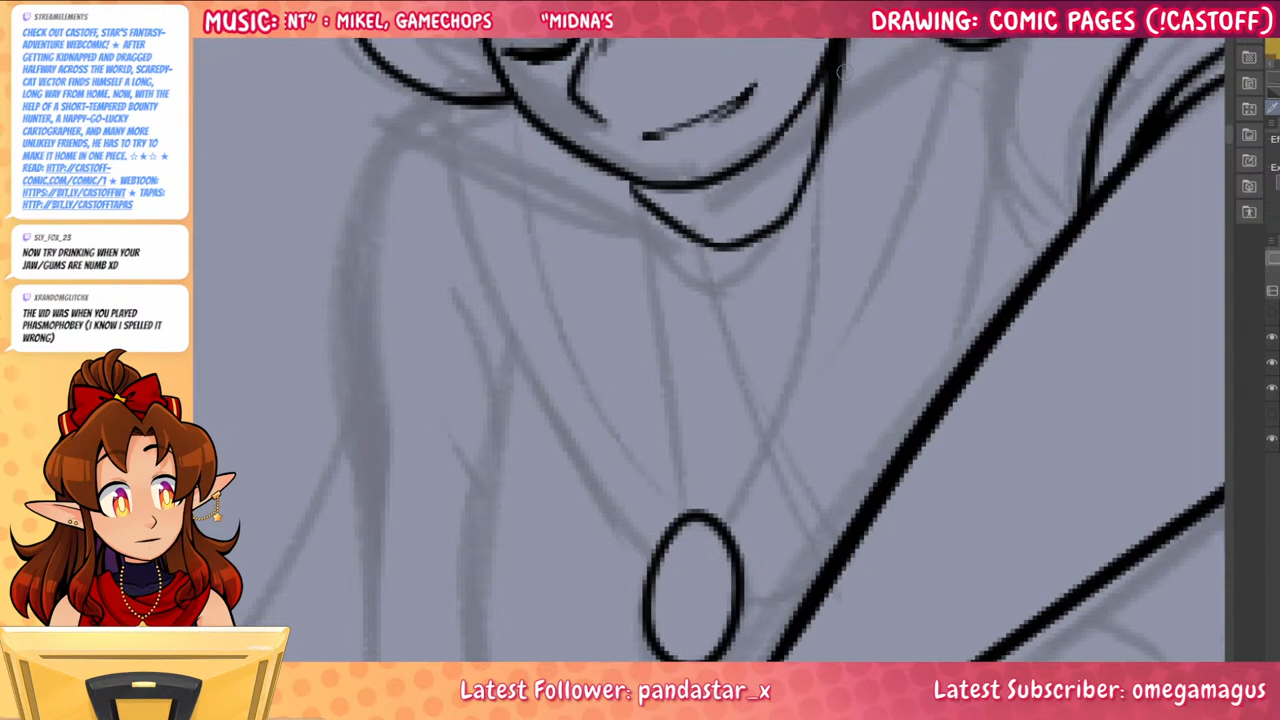 MUSIC: NT" : MIKEL, GAMECHOPS "MIDNA'S
DRAWING: COMIC PAGES (!CASTOFF)
STREAMELEMENTS
CHECK OUT CASTOFF, STAR'S FANTASY-
ADVENTURE WEBCOMIC! ★ AFTER
GETTING KIDNAPPED AND DRAGGED
HALFWAY ACROSS THE WORLD, SCAREDY-
CAT VECTOR FINDS HIMSELF A LONG,
LONG WAY FROM HOME. NOW, WITH THE
HELP OF A SHORT-TEMPERED BOUNTY
HUNTER, A HAPPY-GO-LUCKY
CARTOGRAPHER, AND MANY MORE
UNLIKELY FRIENDS, HE HAS TO TRY TO
MAKE IT HOME IN ONE PIECE. ☆★☆ ★
READ: HTTP://CASTOFF-
COMIC.COM/COMIC/1 ★ WEBTOON:
HTTPS://BIT.LY/CASTOFFWT ★ TAPAS:
HTTP://BIT.LY/CASTOFFTAPAS
SLY_FOX_23
NOW TRY DRINKING WHEN YOUR
JAW/GUMS ARE NUMB XD
XRANDOMGLITCHX
THE VID WAS WHEN YOU PLAYED
PHASMOPHOBEY (I KNOW I SPELLED IT
WRONG)
Latest Follower: pandastar_x
Latest Subscriber: omegamagus